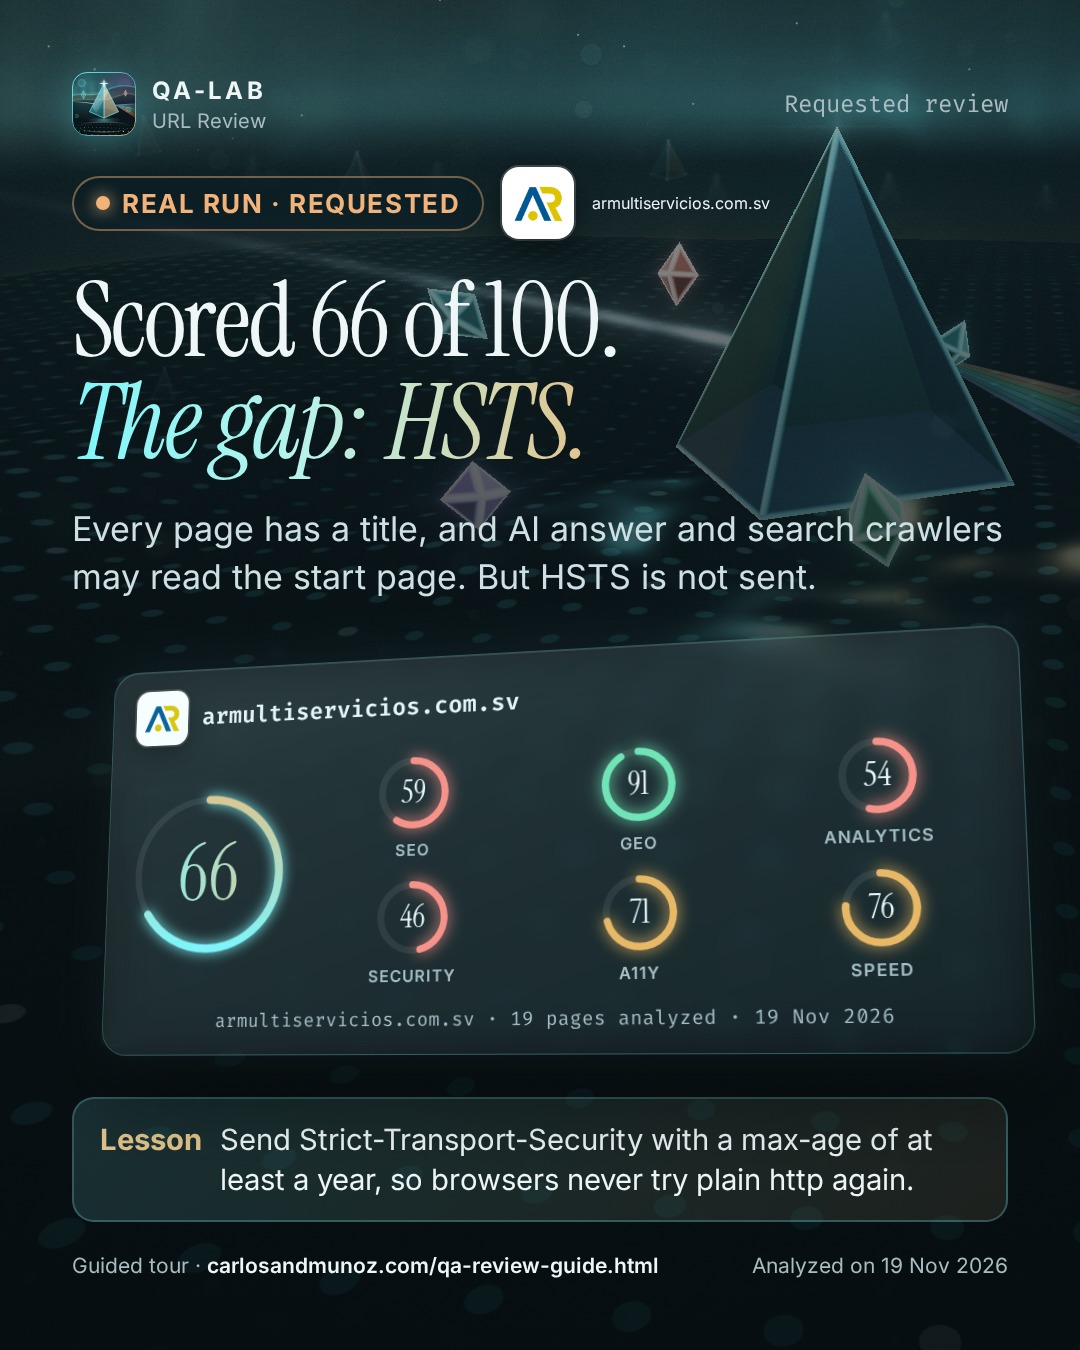 QA-LAB
URL Review
Requested review
REAL RUN · REQUESTED
AR
armultiservicios.com.sv
Scored 66 of 100.
The gap: HSTS.
Every page has a title, and AI answer and search crawlers
may read the start page. But HSTS is not sent.
AR
armultiservicios.com.sv
66
59
SEO
91
GEO
54
ANALYTICS
46
SECURITY
71
A11Y
76
SPEED
armultiservicios.com.sv · 19 pages analyzed · 19 Nov 2026
Lesson Send Strict-Transport-Security with a max-age of at
least a year, so browsers never try plain http again.
Guided tour · carlosandmunoz.com/qa-review-guide.html
Analyzed on 19 Nov 2026